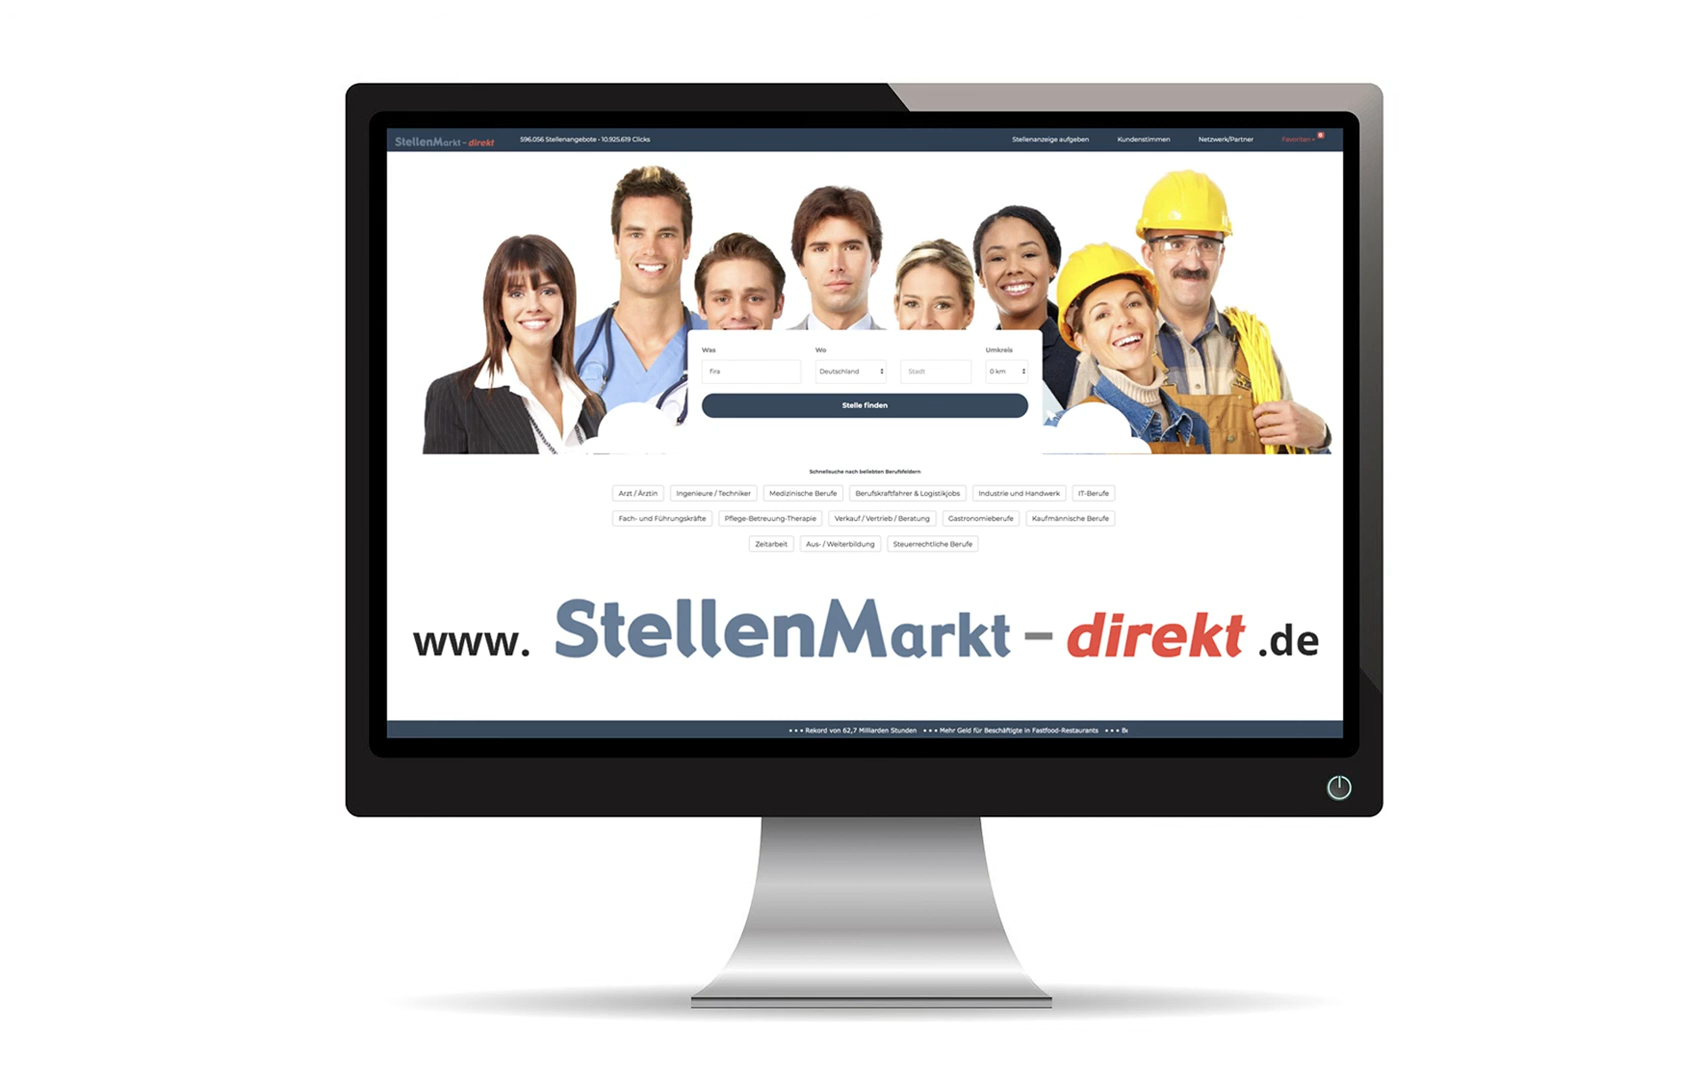 StellenMarkt - direkt
596.056 Stellenangebote • 10.925.619 Clicks
Stellenanzeige aufgeben
Kundenstimmen
Netzwerk/Partner
Favoriten
Was
Wo
Umkreis
fira
Deutschland
Stadt
0 km
Stelle finden
Schnellsuche nach beliebten Berufsfeldern
Arzt / Ärztin
Ingenieure / Techniker
Medizinische Berufe
Berufskraftfahrer & Logistikjobs
Industrie und Handwerk
IT-Berufe
Fach- und Führungskräfte
Pflege-Betreuung-Therapie
Verkauf / Vertrieb / Beratung
Gastronomieberufe
Kaufmännische Berufe
Zeitarbeit
Aus- / Weiterbildung
Steuerrechtliche Berufe
www. StellenMarkt - direkt .de
• • • Rekord von 62,7 Milliarden Stunden • • • Mehr Geld für Beschäftigte in Fastfood-Restaurants • • •